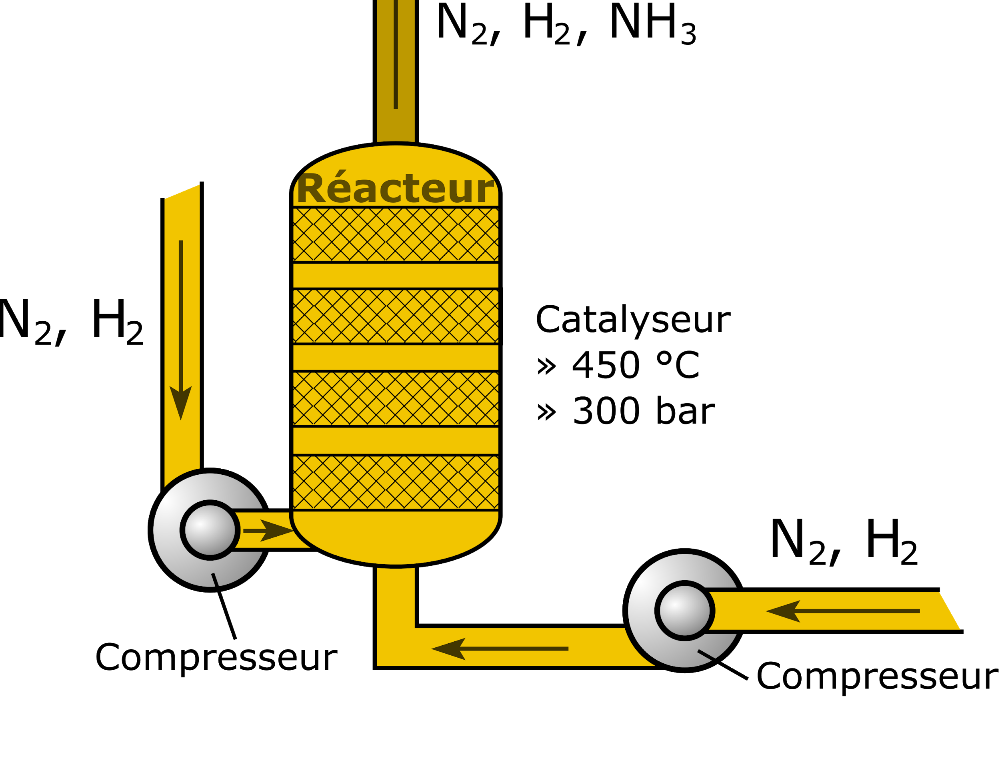 N₂, H₂, NH₃
Réacteur
N₂, H₂
Catalyseur
» 450 °C
» 300 bar
N₂, H₂
Compresseur
Compresseur